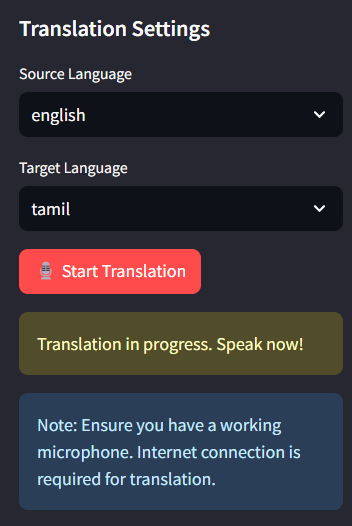 Translation Settings
Source Language
english
Target Language
tamil
Start Translation
Translation in progress. Speak now!
Note: Ensure you have a working
microphone. Internet connection is
required for translation.